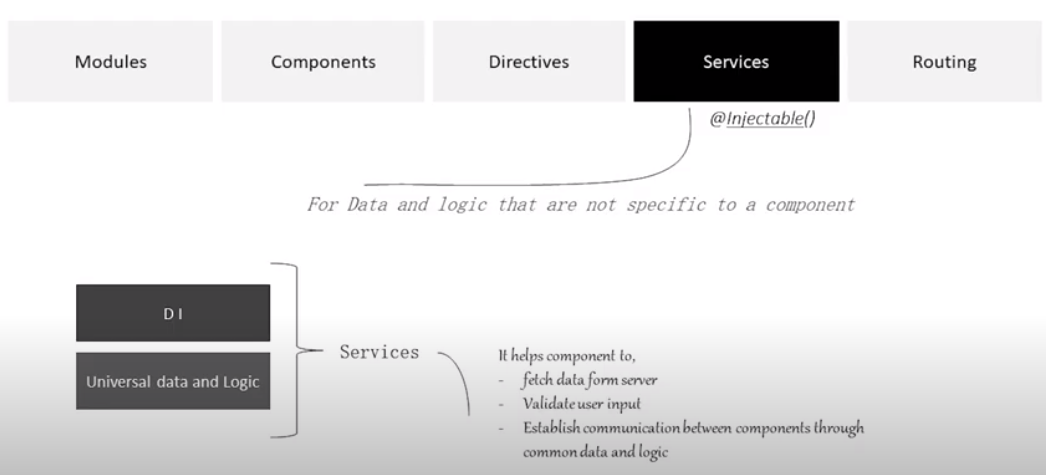 Modules
Components
Directives
Services
Routing
@Injectable()
For Data and logic that are not specific to a component
D I
Universal data and Logic
Services
It helps component to,
- fetch data form server
- Validate user input
- Establish communication between components through
common data and logic